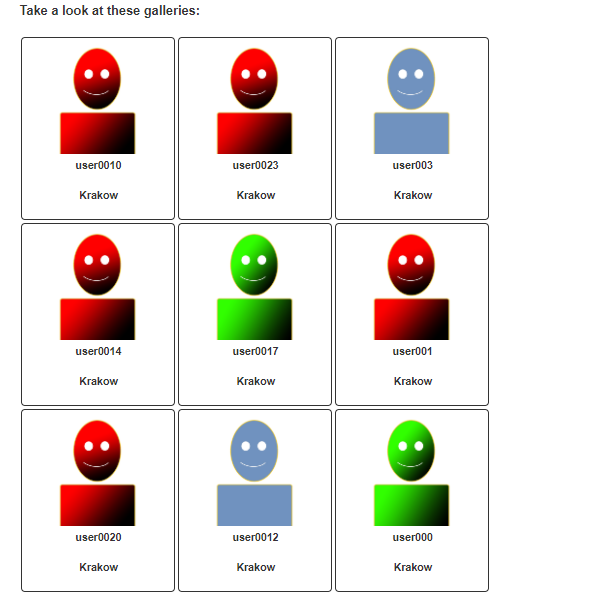 Take a look at these galleries:
user0010 user0023 user003
Krakow Krakow Krakow
user0014 user0017 user001
Krakow Krakow Krakow
user0020 user0012 user000
Krakow Krakow Krakow